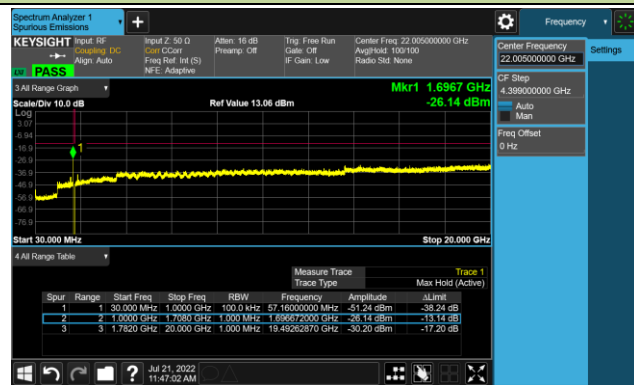 Spectrum Analyzer 1
Spurious Emissions
Frequency
KEYSIGHT Input: RF Input Z: 50 Ω Atten: 16 dB Trig: Free Run Center Freq: 22.005000000 GHz
Coupling: DC Corr CCorr Preamp: Off Gate: Off Avg|Hold: 100/100
Align: Auto Freq Ref: Int (S) IF Gain: Low Radio Std: None
NFE: Adaptive
PASS
Center Frequency
22.005000000 GHz
Settings
CF Step
4.399000000 GHz
Auto
Man
Freq Offset
0 Hz
3 All Range Graph
Mkr1 1.6967 GHz
Scale/Div 10.0 dB Ref Value 13.06 dBm -26.14 dBm
Log
3.07
-6.94
-16.9
-26.9
-36.9
-46.9
-56.9
-66.9
-76.9
1
Start 30.000 MHz Stop 20.000 GHz
4 All Range Table
Measure Trace Trace 1
Trace Type Max Hold (Active)
Spur Range Start Freq Stop Freq RBW Frequency Amplitude ΔLimit
1 1 30.000 MHz 1.0000 GHz 100.0 kHz 57.16000000 MHz -51.24 dBm -38.24 dB
2 2 1.0000 GHz 1.7080 GHz 1.000 MHz 1.696672000 GHz -26.14 dBm -13.14 dB
3 3 1.7820 GHz 20.000 GHz 1.000 MHz 19.49262870 GHz -30.20 dBm -17.20 dB
Jul 21, 2022
11:47:02 AM